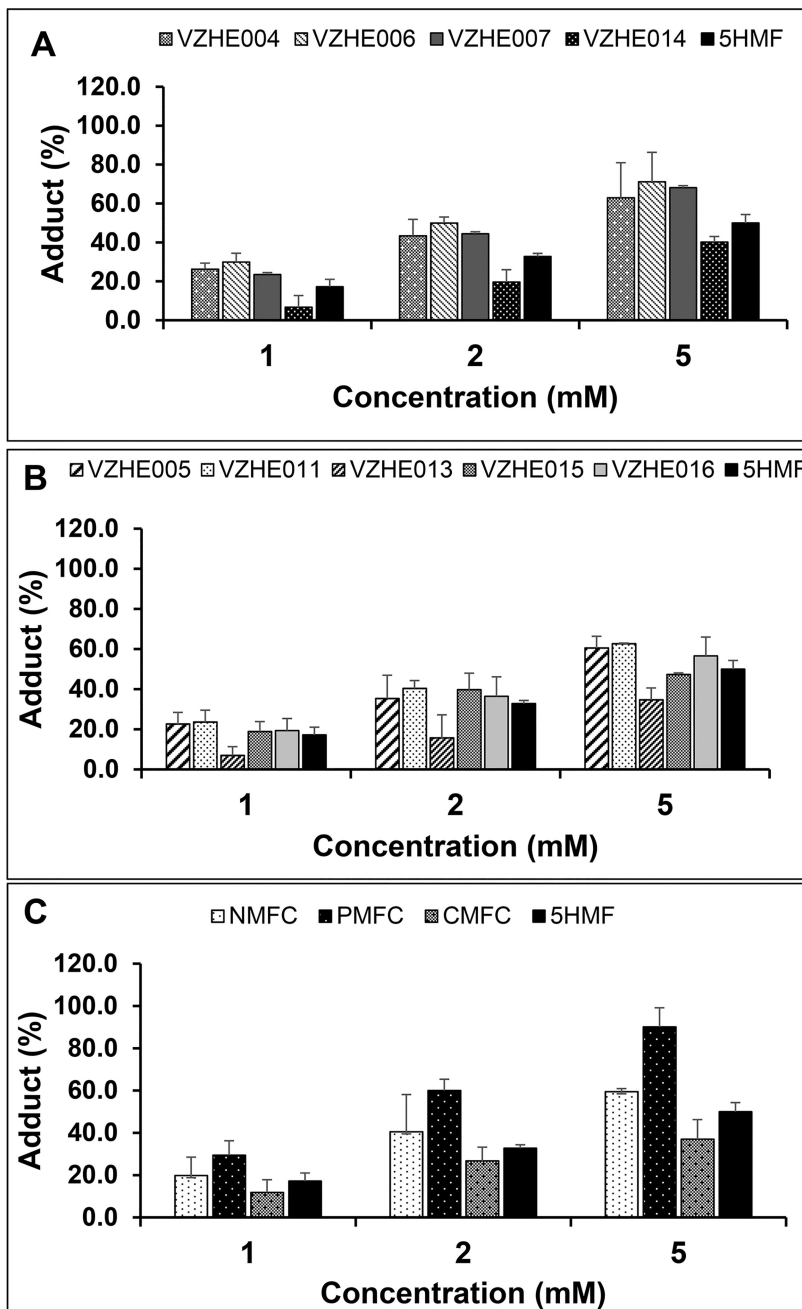 A
VZHE004 VZHE006 VZHE007 VZHE014 5HMF
120.0
100.0
80.0
60.0
40.0
20.0
0.0
Adduct (%)
1 2 5
Concentration (mM)
B
VZHE005 VZHE011 VZHE013 VZHE015 VZHE016 5HMF
120.0
100.0
80.0
60.0
40.0
20.0
0.0
Adduct (%)
1 2 5
Concentration (mM)
C
NMFC PMFC CMFC 5HMF
120.0
100.0
80.0
60.0
40.0
20.0
0.0
Adduct (%)
1 2 5
Concentration (mM)